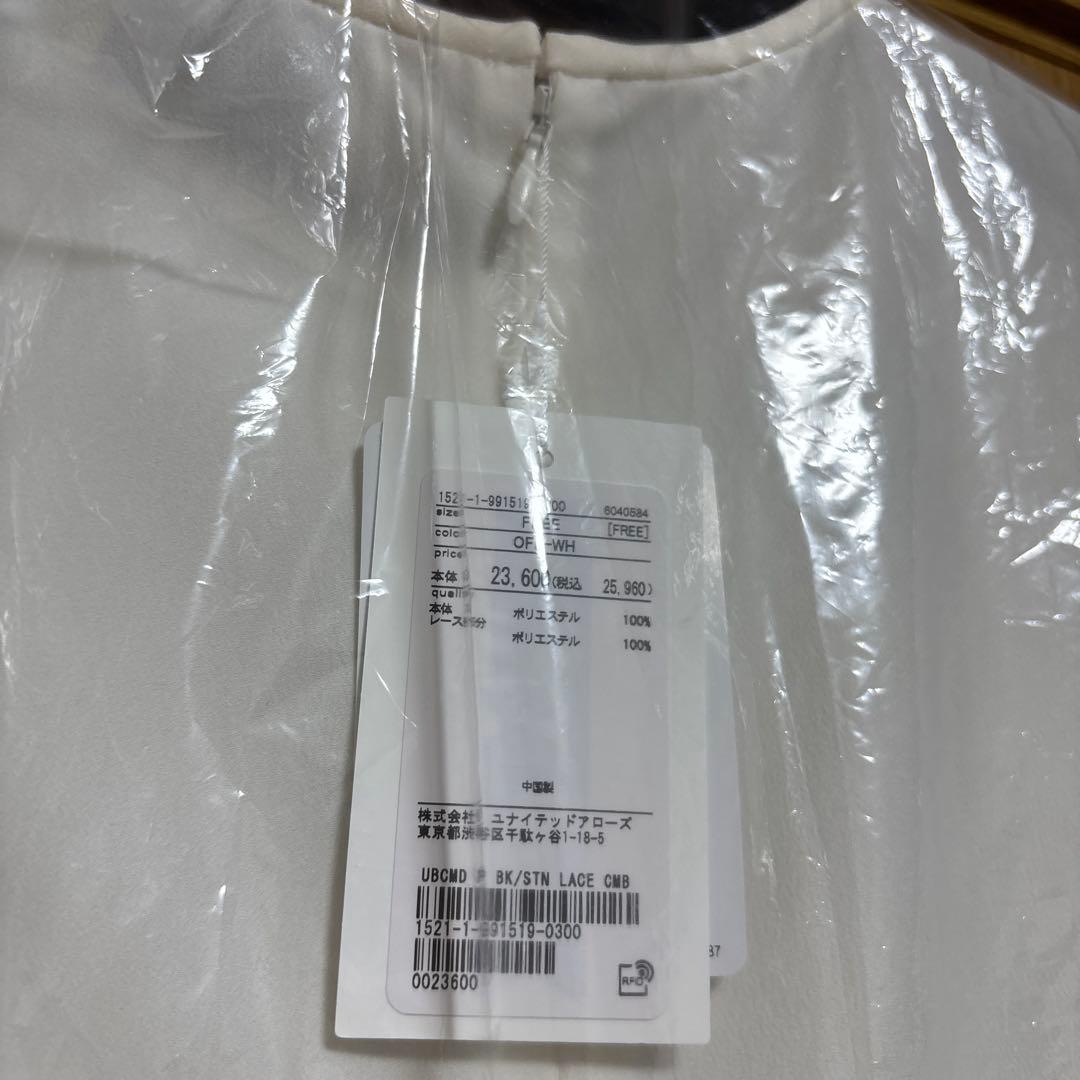 1521-1-991519-0300 6040584
size FREE [FREE]
color OFF-WH
price
本体 23,600(税込 25,960)
quality
本体 ポリエステル 100%
レース部分
ポリエステル 100%
中国製
株式会社 ユナイテッドアローズ
東京都渋谷区千駄ヶ谷1-18-5
UBCMD BK/STN LACE CMB
1521-1-991519-0300
0023600
RFID
37